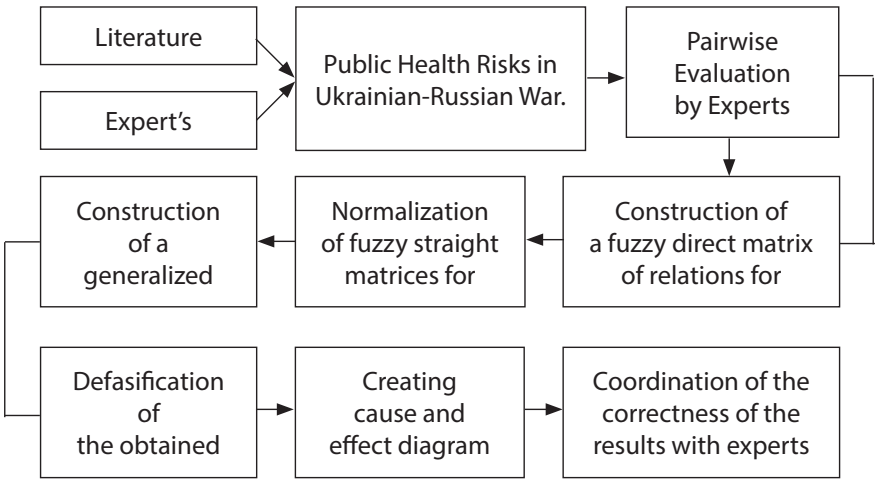 Literature
Expert's
Public Health Risks in
Ukrainian-Russian War.
Pairwise
Evaluation
by Experts
Construction of
a fuzzy direct matrix
of relations for
Normalization
of fuzzy straight
matrices for
Construction
of a
generalized
Defasification
of
the obtained
Creating
cause and
effect diagram
Coordination of the
correctness of the
results with experts